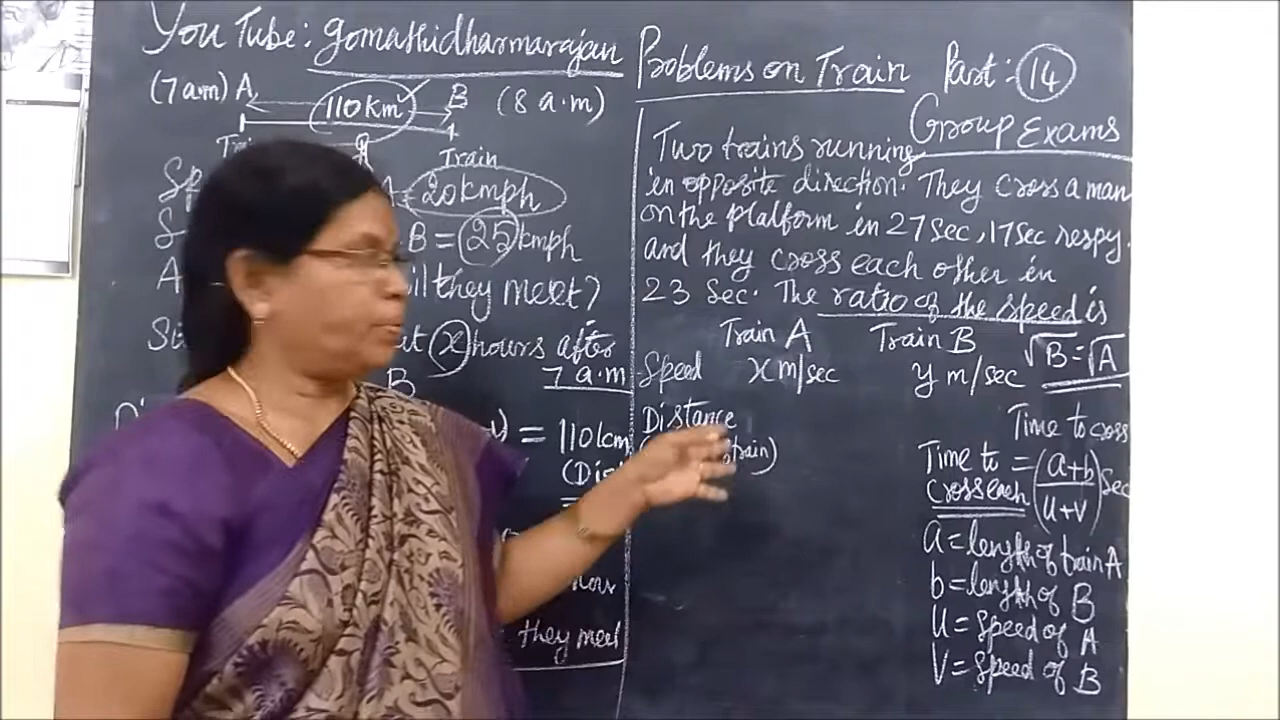 YouTube: gomathidharmarajan
Problems on Train Part: 14
Group Exams
(7 a.m) A 110 km B (8 a.m)
Train
20 kmph
B = 25 kmph
ill they meet?
x hours after
7 a.m
B
= 110 km
they meet
Two trains running
in opposite direction. They cross a man
on the platform in 27 Sec, 17 Sec respy.
and they cross each other in
23 Sec. The ratio of the speed is
Train A Train B √B = √A
Speed x m/sec y m/sec
Distance
train)
Time to cross
Time to = (a+b)
cross each (u+v) Sec
a = length of train A
b = length of B
u = speed of A
v = speed of B